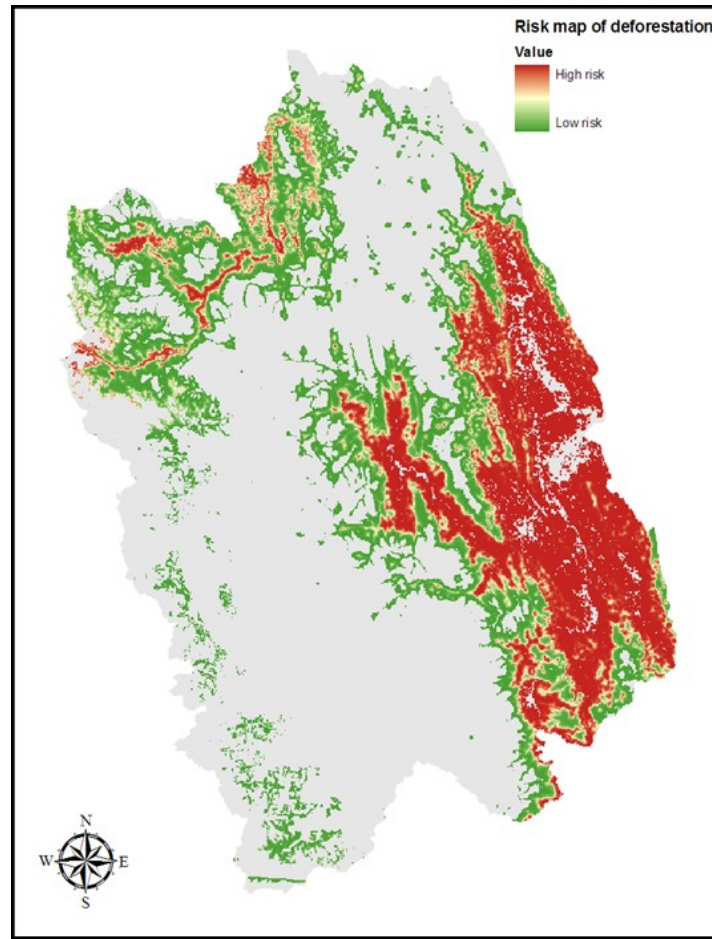 Risk map of deforestation
Value
High risk
Low risk
N
W E
S